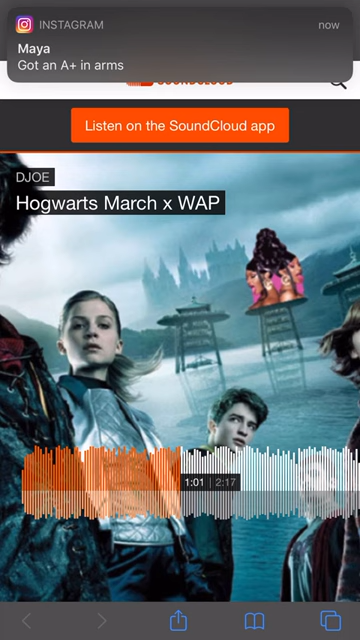 INSTAGRAM
now
Maya
Got an A+ in arms
SOUNDCLOUD
Listen on the SoundCloud app
DJOE
Hogwarts March x WAP
1:01 | 2:17